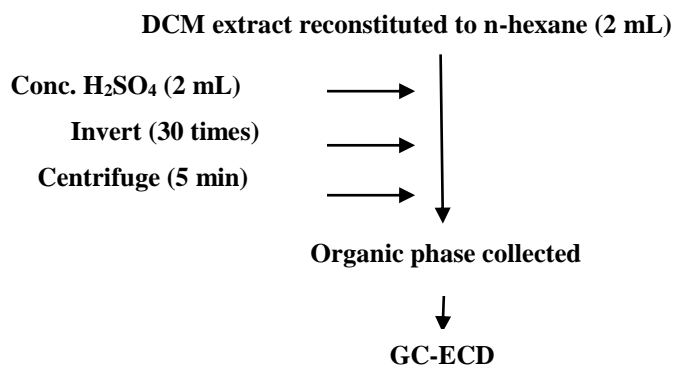 DCM extract reconstituted to n-hexane (2 mL)
Conc. H₂SO₄ (2 mL)
Invert (30 times)
Centrifuge (5 min)
Organic phase collected
GC-ECD